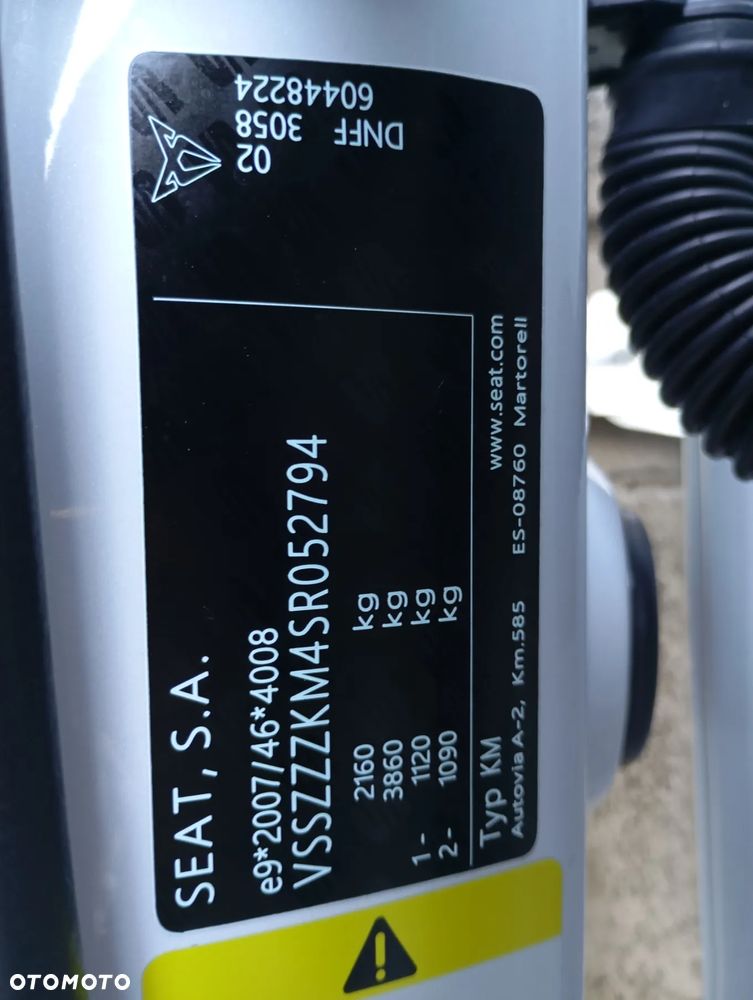 SEAT, S.A.
e9*2007/46*4008
VSSZZZKM4SR052794
2160 kg
3860 kg
1- 1120 kg
2- 1090 kg
Typ KM
www.seat.com
Autovia A-2, Km.585 ES-08760 Martorell
02 3058 60448224
DNFF
OTOMOTO